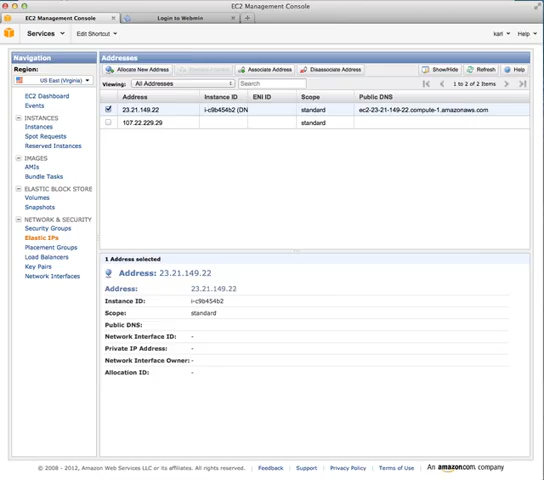 EC2 Management Console
EC2 Management Console
Login to Webmin
Services
Edit Shortcut
karl
Help
Navigation
Region:
US East (Virginia)
EC2 Dashboard
Events
INSTANCES
Instances
Spot Requests
Reserved Instances
IMAGES
AMIs
Bundle Tasks
ELASTIC BLOCK STORE
Volumes
Snapshots
NETWORK & SECURITY
Security Groups
Elastic IPs
Placement Groups
Load Balancers
Key Pairs
Network Interfaces
Addresses
Allocate New Address
Associate Address
Disassociate Address
Show/Hide
Refresh
Help
Viewing: All Addresses
Search
1 to 2 of 2 Items
Address Instance ID ENI ID Scope Public DNS
23.21.149.22 i-c9b454b2 (DN standard ec2-23-21-149-22.compute-1.amazonaws.com
107.22.229.29 standard
1 Address selected
Address: 23.21.149.22
Address: 23.21.149.22
Instance ID: i-c9b454b2
Scope: standard
Public DNS:
Network Interface ID: -
Private IP Address: -
Network Interface Owner: -
Allocation ID: -
© 2008 - 2012, Amazon Web Services LLC or its affiliates. All rights reserved. Feedback Support Privacy Policy Terms of Use An amazon.com. company